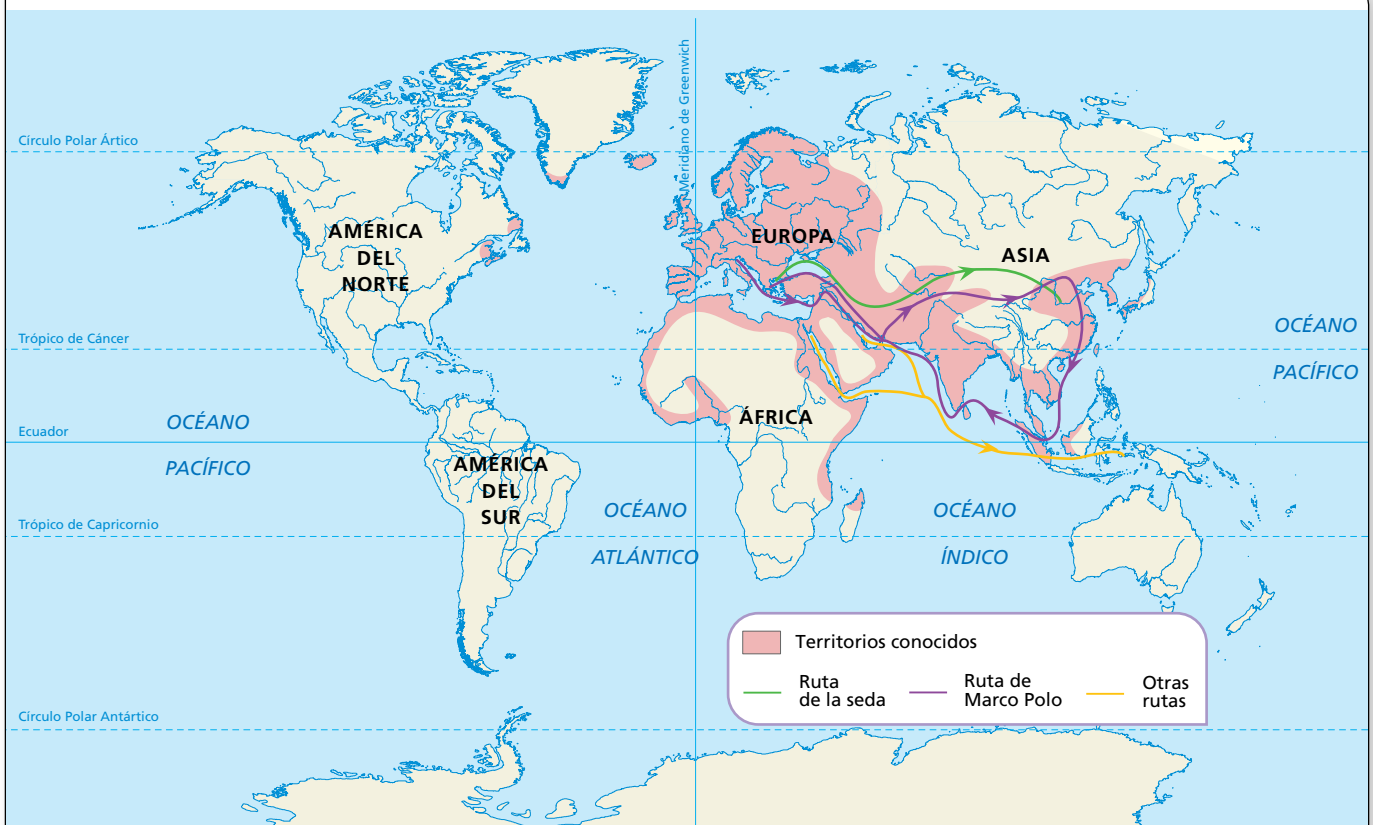 Meridiano de Greenwich
Círculo Polar Ártico
AMÉRICA
DEL
NORTE
EUROPA
ASIA
OCÉANO
PACÍFICO
Trópico de Cáncer
OCÉANO
PACÍFICO
Ecuador
ÁFRICA
AMÉRICA
DEL
SUR
OCÉANO
ATLÁNTICO
OCÉANO
ÍNDICO
Trópico de Capricornio
Territorios conocidos
Ruta
de la seda
Ruta de
Marco Polo
Otras
rutas
Círculo Polar Antártico